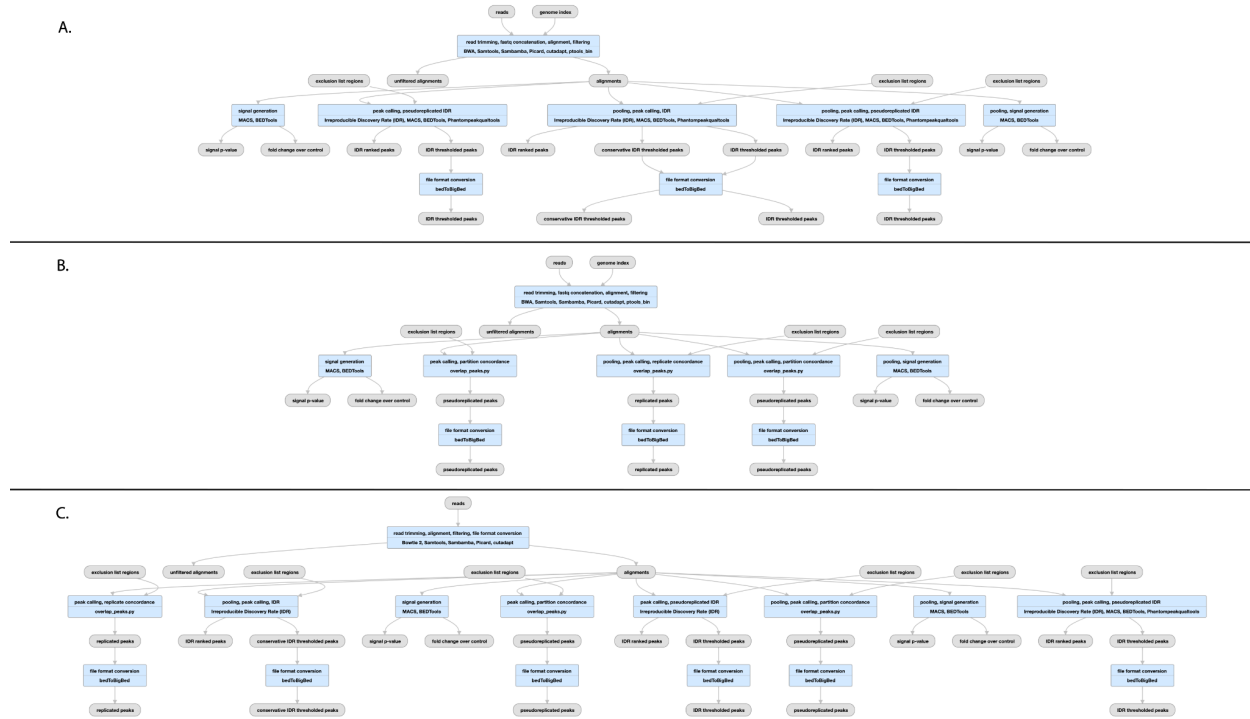 A.
reads
genome index
read trimming, fastq concatenation, alignment, filtering
BWA, Samtools, Sambamba, Picard, cutadapt, ptools_bin
exclusion list regions
unfiltered alignments
alignments
exclusion list regions
exclusion list regions
signal generation
MACS, BEDTools
peak calling, pseudoreplicated IDR
Irreproducible Discovery Rate (IDR), MACS, BEDTools, Phantompeakqualtools
pooling, peak calling, IDR
Irreproducible Discovery Rate (IDR), MACS, BEDTools, Phantompeakqualtools
pooling, peak calling, pseudoreplicated IDR
Irreproducible Discovery Rate (IDR), MACS, BEDTools, Phantompeakqualtools
pooling, signal generation
MACS, BEDTools
signal p-value
fold change over control
IDR ranked peaks
IDR thresholded peaks
IDR ranked peaks
conservative IDR thresholded peaks
IDR thresholded peaks
IDR ranked peaks
IDR thresholded peaks
signal p-value
fold change over control
file format conversion
bedToBigBed
file format conversion
bedToBigBed
file format conversion
bedToBigBed
IDR thresholded peaks
conservative IDR thresholded peaks
IDR thresholded peaks
IDR thresholded peaks
B.
reads
genome index
read trimming, fastq concatenation, alignment, filtering
BWA, Samtools, Sambamba, Picard, cutadapt, ptools_bin
exclusion list regions
unfiltered alignments
alignments
exclusion list regions
exclusion list regions
signal generation
MACS, BEDTools
peak calling, partition concordance
overlap_peaks.py
pooling, peak calling, replicate concordance
overlap_peaks.py
pooling, peak calling, partition concordance
overlap_peaks.py
pooling, signal generation
MACS, BEDTools
signal p-value
fold change over control
pseudoreplicated peaks
replicated peaks
pseudoreplicated peaks
signal p-value
fold change over control
file format conversion
bedToBigBed
file format conversion
bedToBigBed
file format conversion
bedToBigBed
pseudoreplicated peaks
replicated peaks
pseudoreplicated peaks
C.
reads
read trimming, alignment, filtering, file format conversion
Bowtie 2, Samtools, Sambamba, Picard, cutadapt
exclusion list regions
unfiltered alignments
exclusion list regions
exclusion list regions
alignments
exclusion list regions
exclusion list regions
exclusion list regions
peak calling, replicate concordance
overlap_peaks.py
pooling, peak calling, IDR
Irreproducible Discovery Rate (IDR)
signal generation
MACS, BEDTools
peak calling, partition concordance
overlap_peaks.py
peak calling, pseudoreplicated IDR
Irreproducible Discovery Rate (IDR)
pooling, peak calling, partition concordance
overlap_peaks.py
pooling, signal generation
MACS, BEDTools
pooling, peak calling, pseudoreplicated IDR
Irreproducible Discovery Rate (IDR), MACS, BEDTools, Phantompeakqualtools
replicated peaks
IDR ranked peaks
conservative IDR thresholded peaks
signal p-value
fold change over control
pseudoreplicated peaks
IDR ranked peaks
IDR thresholded peaks
pseudoreplicated peaks
signal p-value
fold change over control
IDR ranked peaks
IDR thresholded peaks
file format conversion
bedToBigBed
file format conversion
bedToBigBed
file format conversion
bedToBigBed
file format conversion
bedToBigBed
file format conversion
bedToBigBed
file format conversion
bedToBigBed
replicated peaks
conservative IDR thresholded peaks
pseudoreplicated peaks
IDR thresholded peaks
pseudoreplicated peaks
IDR thresholded peaks